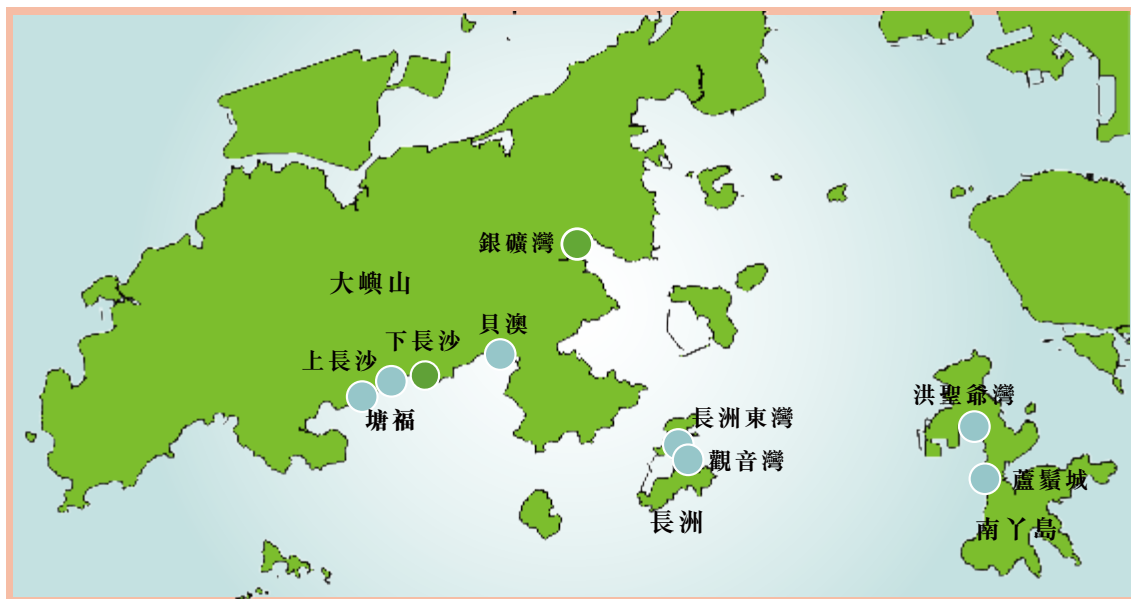 銀礦灣
大嶼山
貝澳
下長沙
上長沙
塘福
洪聖爺灣
長洲東灣
觀音灣
蘆鬚城
長洲
南丫島